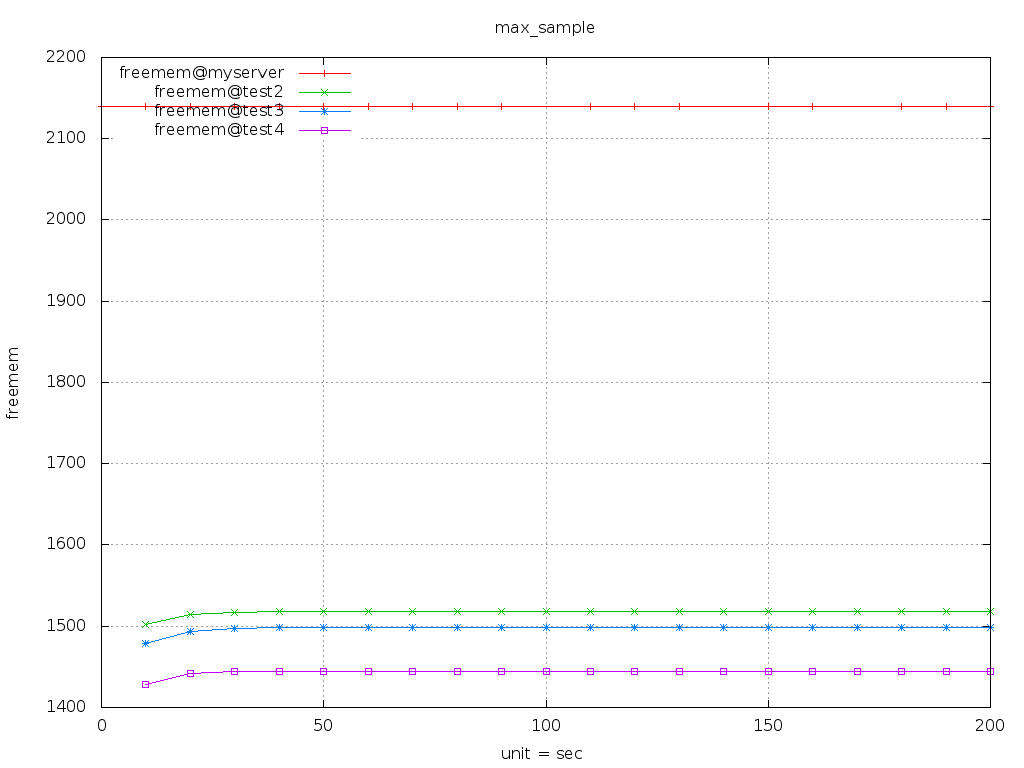 max_sample
2200
2100
2000
1900
1800
1700
1600
1500
1400
freemem@myserver
freemem@test2
freemem@test3
freemem@test4
freemem
0 50 100 150 200
unit = sec